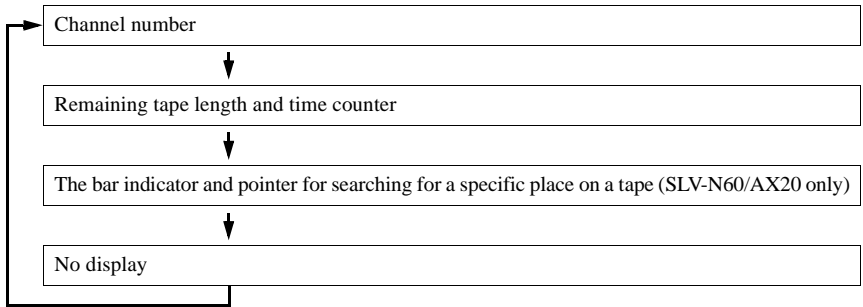 Channel number
Remaining tape length and time counter
The bar indicator and pointer for searching for a specific place on a tape (SLV-N60/AX20 only)
No display